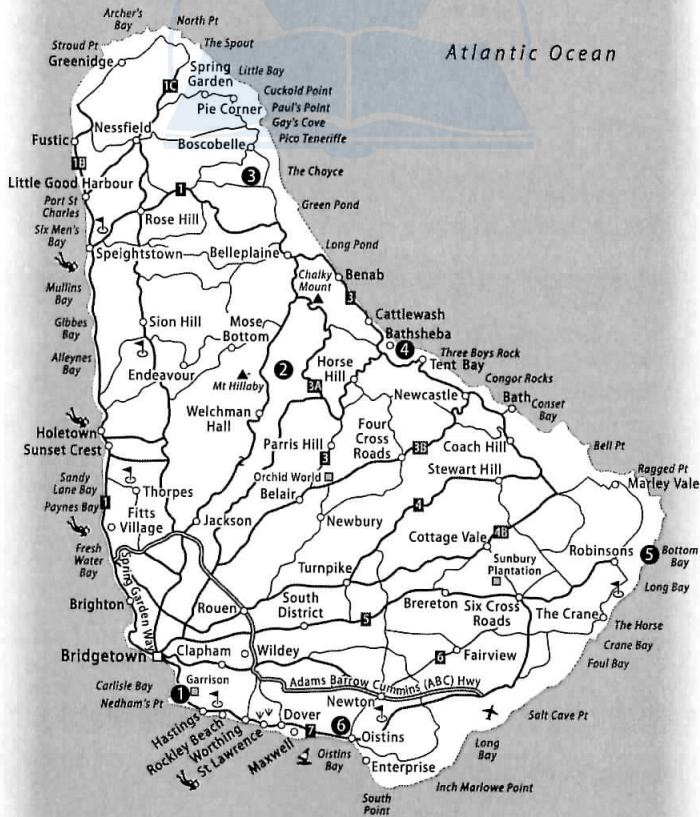 Archer's
Bay
North Pt
Stroud Pt
The Spout
Greenidge
Atlantic Ocean
Spring
Garden
Little Bay
1C
Cuckold Point
Pie Corner
Paul's Point
Gay's Cove
Nessfield
Pico Teneriffe
Fustic
Boscobelle
1B
3
The Choyce
Little Good Harbour
1
Port St
Charles
Rose Hill
Green Pond
Six Men's
Bay
Speightstown
Belleplaine
Long Pond
Chalky
Mount
Benab
Mullins
Bay
3
Cattlewash
Gibbes
Bay
Sion Hill
Mose
Bottom
Bathsheba
4
Three Boys Rock
Alleynes
Bay
2
Horse
Hill
Tent Bay
Endeavour
Mt Hillaby
3A
Congor Rocks
Newcastle
Bath
Conset
Bay
Welchman
Hall
Four
Cross
Roads
Holetown
Parris Hill
3B
Coach Hill
Bell Pt
Sunset Crest
3
Stewart Hill
Ragged Pt
Sandy
Lane Bay
Orchid World
Marley Vale
Thorpes
Belair
4
Paynes Bay
1
Fitts
Village
Jackson
Newbury
Cottage Vale
4B
Fresh
Water
Bay
Robinsons
5
Bottom
Bay
Sunbury
Plantation
Turnpike
Long Bay
Spring Garden Way
Brighton
Rouen
South
District
Brereton
Six Cross
Roads
The Crane
5
The Horse
Bridgetown
Clapham
Wildey
6
Fairview
Crane Bay
Foul Bay
Carlisle Bay
1
Garrison
Adams Barrow Cummins (ABC) Hwy
Nedham's Pt
Newton
Hastings
Rockley Beach
Worthing
St Lawrence
Maxwell
Dover
7
6
Oistins
Salt Cave Pt
Oistins
Bay
Long
Bay
Enterprise
Inch Marlowe Point
South
Point